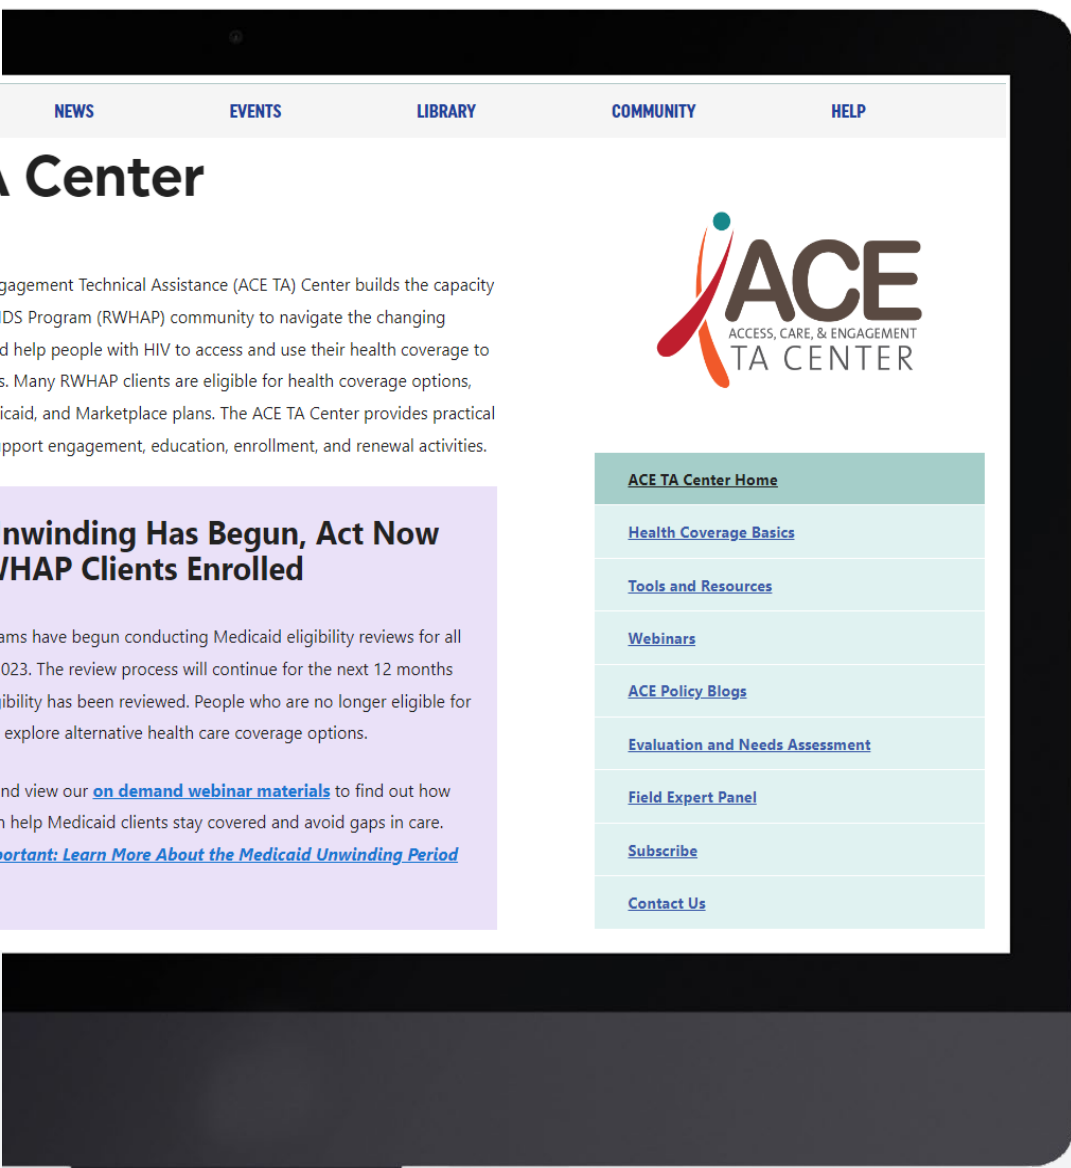 NEWS EVENTS LIBRARY COMMUNITY HELP
Center
ACE
ACCESS, CARE, & ENGAGEMENT
TA CENTER
gagement Technical Assistance (ACE TA) Center builds the capacity
IDS Program (RWHAP) community to navigate the changing
d help people with HIV to access and use their health coverage to
s. Many RWHAP clients are eligible for health coverage options,
icaid, and Marketplace plans. The ACE TA Center provides practical
upport engagement, education, enrollment, and renewal activities.
nwinding Has Begun, Act Now
WHAP Clients Enrolled
ams have begun conducting Medicaid eligibility reviews for all
023. The review process will continue for the next 12 months
gibility has been reviewed. People who are no longer eligible for
explore alternative health care coverage options.
nd view our on demand webinar materials to find out how
n help Medicaid clients stay covered and avoid gaps in care.
portant: Learn More About the Medicaid Unwinding Period
ACE TA Center Home
Health Coverage Basics
Tools and Resources
Webinars
ACE Policy Blogs
Evaluation and Needs Assessment
Field Expert Panel
Subscribe
Contact Us